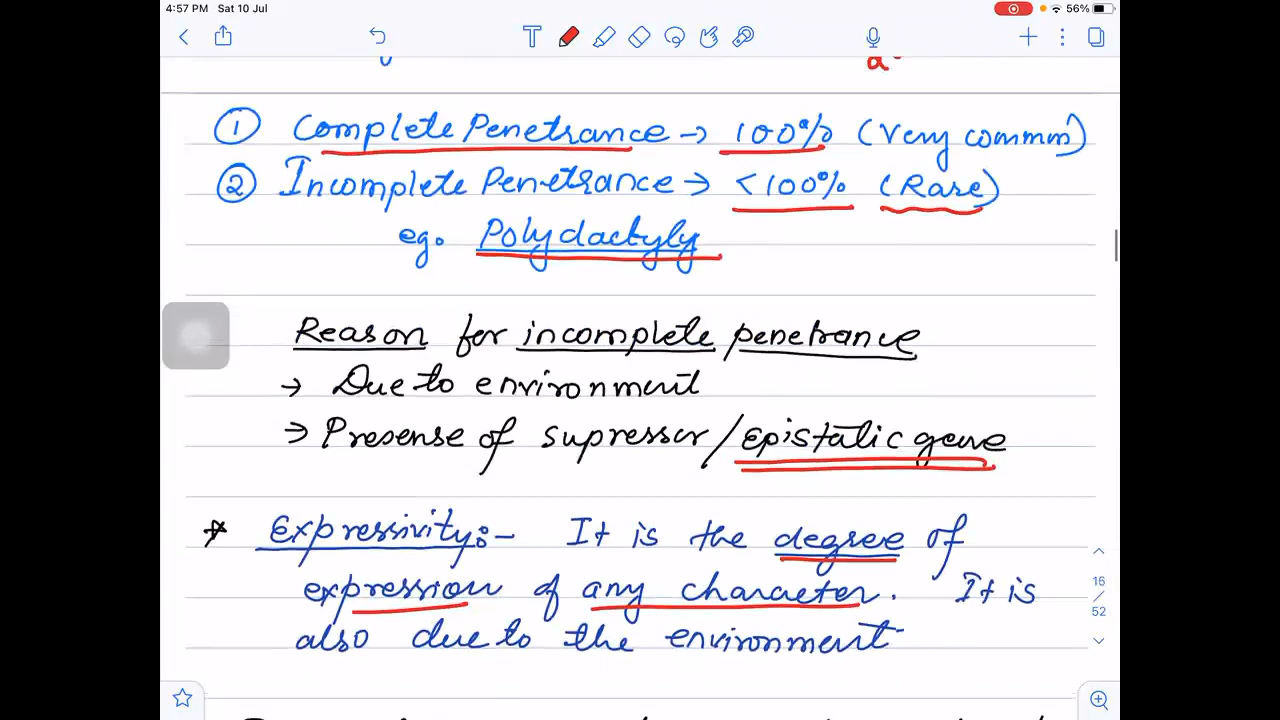 4:57 PM Sat 10 Jul
56%
① Complete Penetrance → 100% (Very common)
② Incomplete Penetrance → <100% (Rare)
eg. Polydactyly
Reason for incomplete penetrance
→ Due to environment
→ Presense of supressor/epistatic gene
* Expressivity:- It is the degree of
expression of any character. It is
also due to the environment
16
/
52